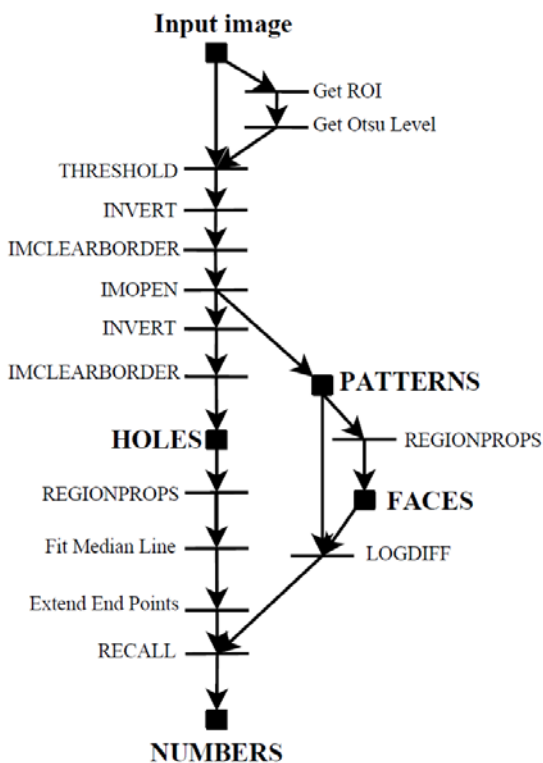 Input image
Get ROI
Get Otsu Level
THRESHOLD
INVERT
IMCLEARBORDER
IMOPEN
INVERT
IMCLEARBORDER
PATTERNS
HOLES
REGIONPROPS
REGIONPROPS
FACES
Fit Median Line
LOGDIFF
Extend End Points
RECALL
NUMBERS